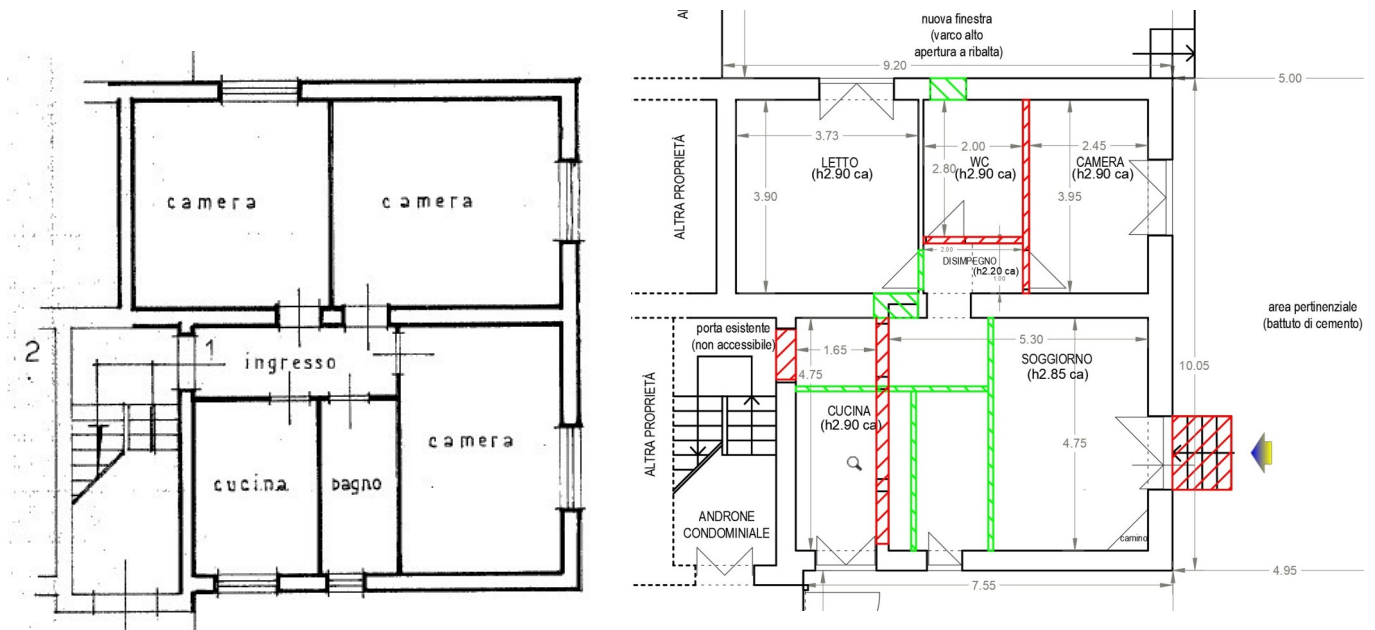 camera
camera
2
1
ingresso
cucina
bagno
camera
nuova finestra
(varco alto
apertura a ribalta)
9.20
5.00
ALTRA PROPRIETÀ
3.73
LETTO
(h2.90 ca)
3.90
2.00
WC
(h2.90 ca)
2.80
2.45
CAMERA
(h2.90 ca)
3.95
2.00
DISIMPEGNO
(h2.20 ca)
1.00
porta esistente
(non accessibile)
1.65
4.75
5.30
SOGGIORNO
(h2.85 ca)
area pertinenziale
(battuto di cemento)
10.05
ALTRA PROPRIETÀ
CUCINA
(h2.90 ca)
4.75
ANDRONE
CONDOMINIALE
camino
4.95
7.55